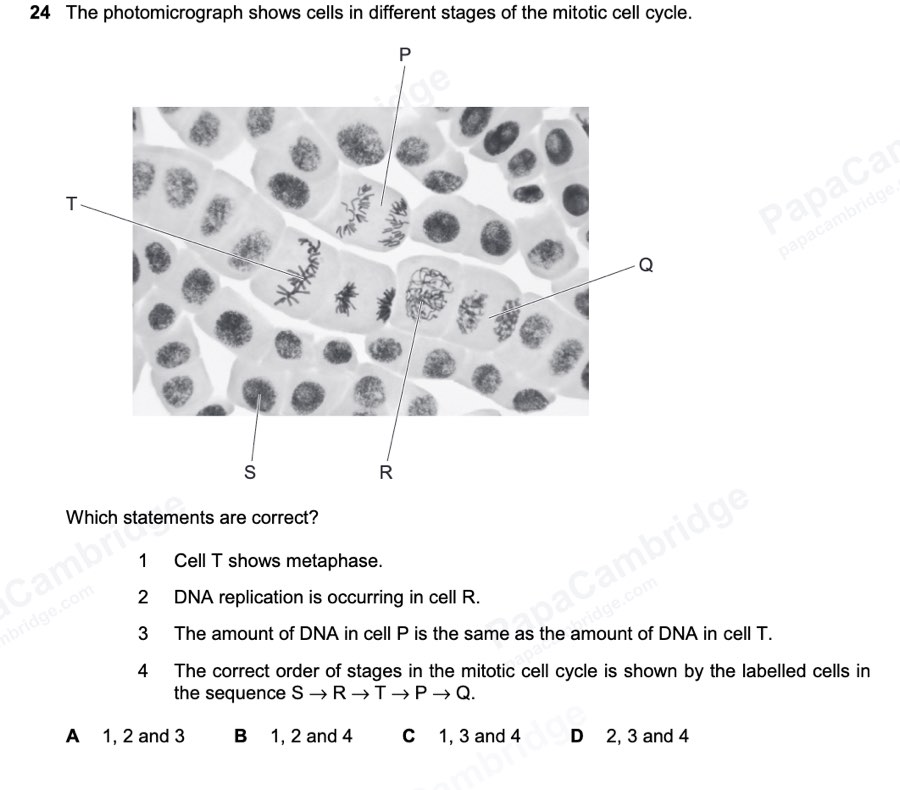 24 The photomicrograph shows cells in different stages of the mitotic cell cycle.
P
T
Q
S
R
Which statements are correct?
1 Cell T shows metaphase.
2 DNA replication is occurring in cell R.
3 The amount of DNA in cell P is the same as the amount of DNA in cell T.
4 The correct order of stages in the mitotic cell cycle is shown by the labelled cells in
the sequence S → R → T → P → Q.
A 1, 2 and 3 B 1, 2 and 4 C 1, 3 and 4 D 2, 3 and 4
PapaCambridge
papacambridge.com